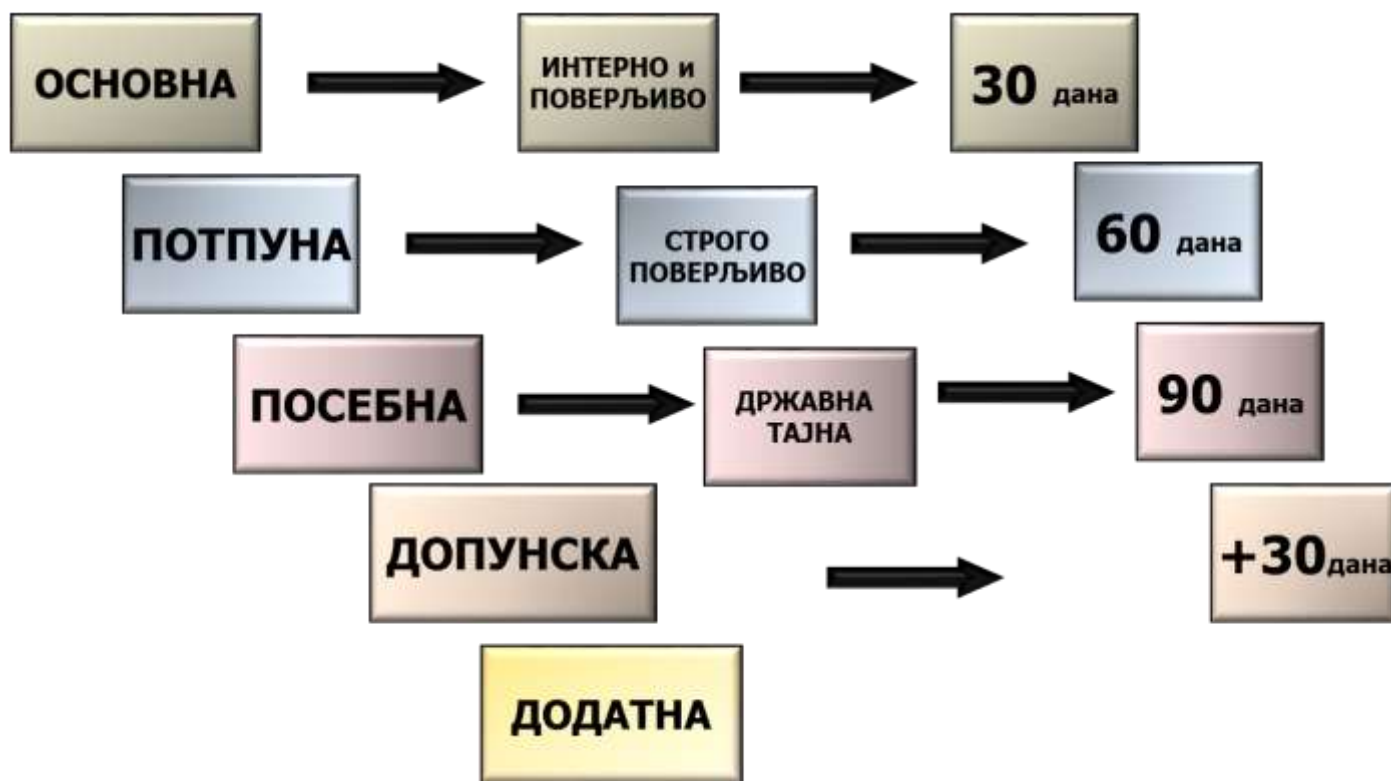 ОСНОВНА
ИНТЕРНО и
ПОВЕРЉИВО
30 дана
ПОТПУНА
СТРОГО
ПОВЕРЉИВО
60 дана
ПОСЕБНА
ДРЖАВНА
ТАЈНА
90 дана
ДОПУНСКА
+30дана
ДОДАТНА